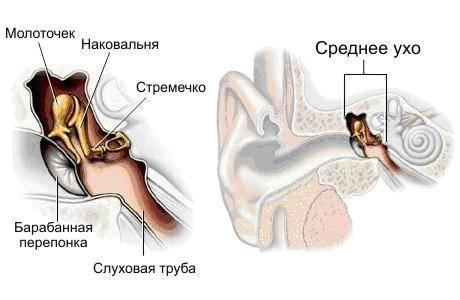 Молоточек
Наковальня
Стремечко
Барабанная
перепонка
Слуховая труба
Среднее ухо